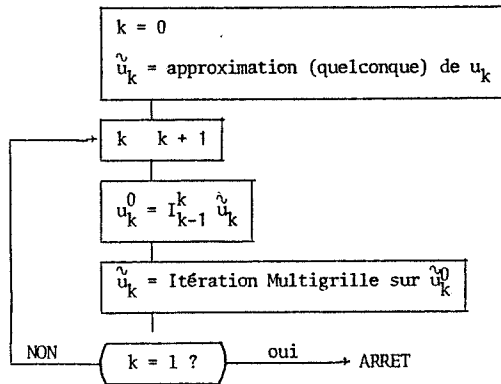 k = 0
ũ_k = approximation (quelconque) de u_k
k k + 1
u_k^0 = I_{k-1}^k ũ_k
ũ_k = Itération Multigrille sur ũ_k^0
NON
k = 1 ?
oui
ARRET